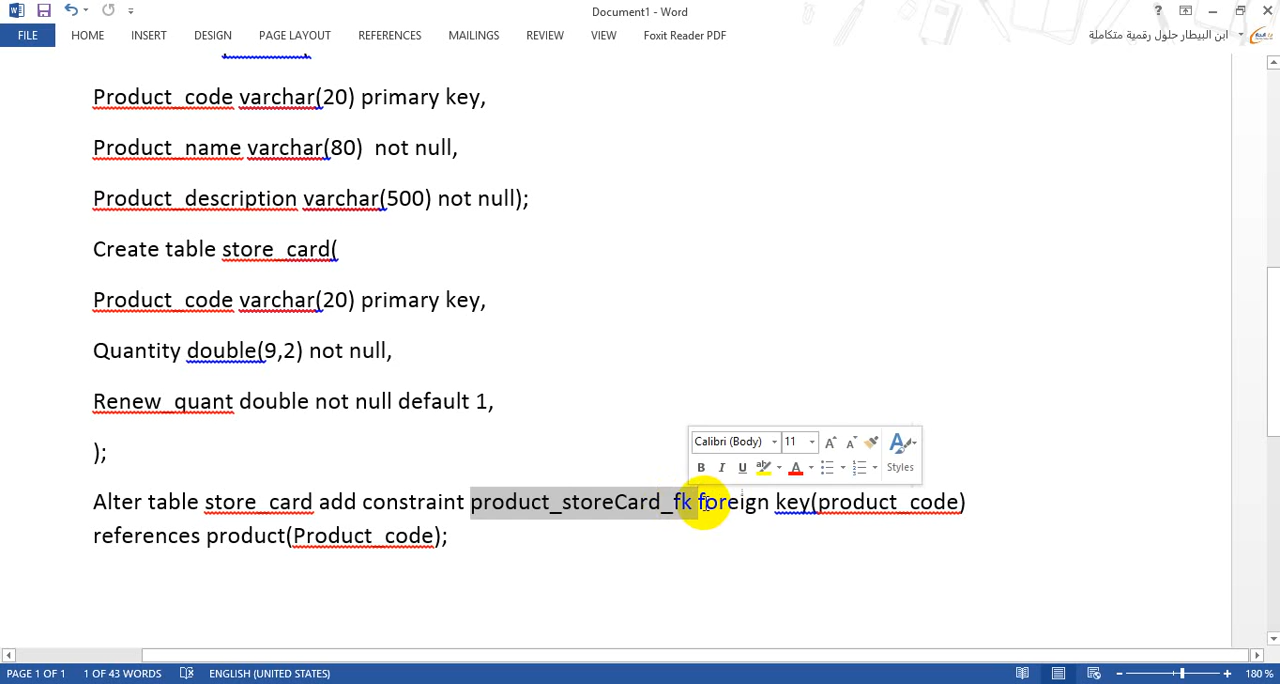 Document1 - Word
FILE HOME INSERT DESIGN PAGE LAYOUT REFERENCES MAILINGS REVIEW VIEW Foxit Reader PDF ابن البيطار حلول رقمية متكاملة
Product_code varchar(20) primary key,
Product_name varchar(80) not null,
Product_description varchar(500) not null);
Create table store_card(
Product_code varchar(20) primary key,
Quantity double(9,2) not null,
Renew_quant double not null default 1,
);
Calibri (Body) 11
B I U ab A Styles
Alter table store_card add constraint product_storeCard_fk foreign key(product_code)
references product(Product_code);
PAGE 1 OF 1 1 OF 43 WORDS ENGLISH (UNITED STATES) 180 %